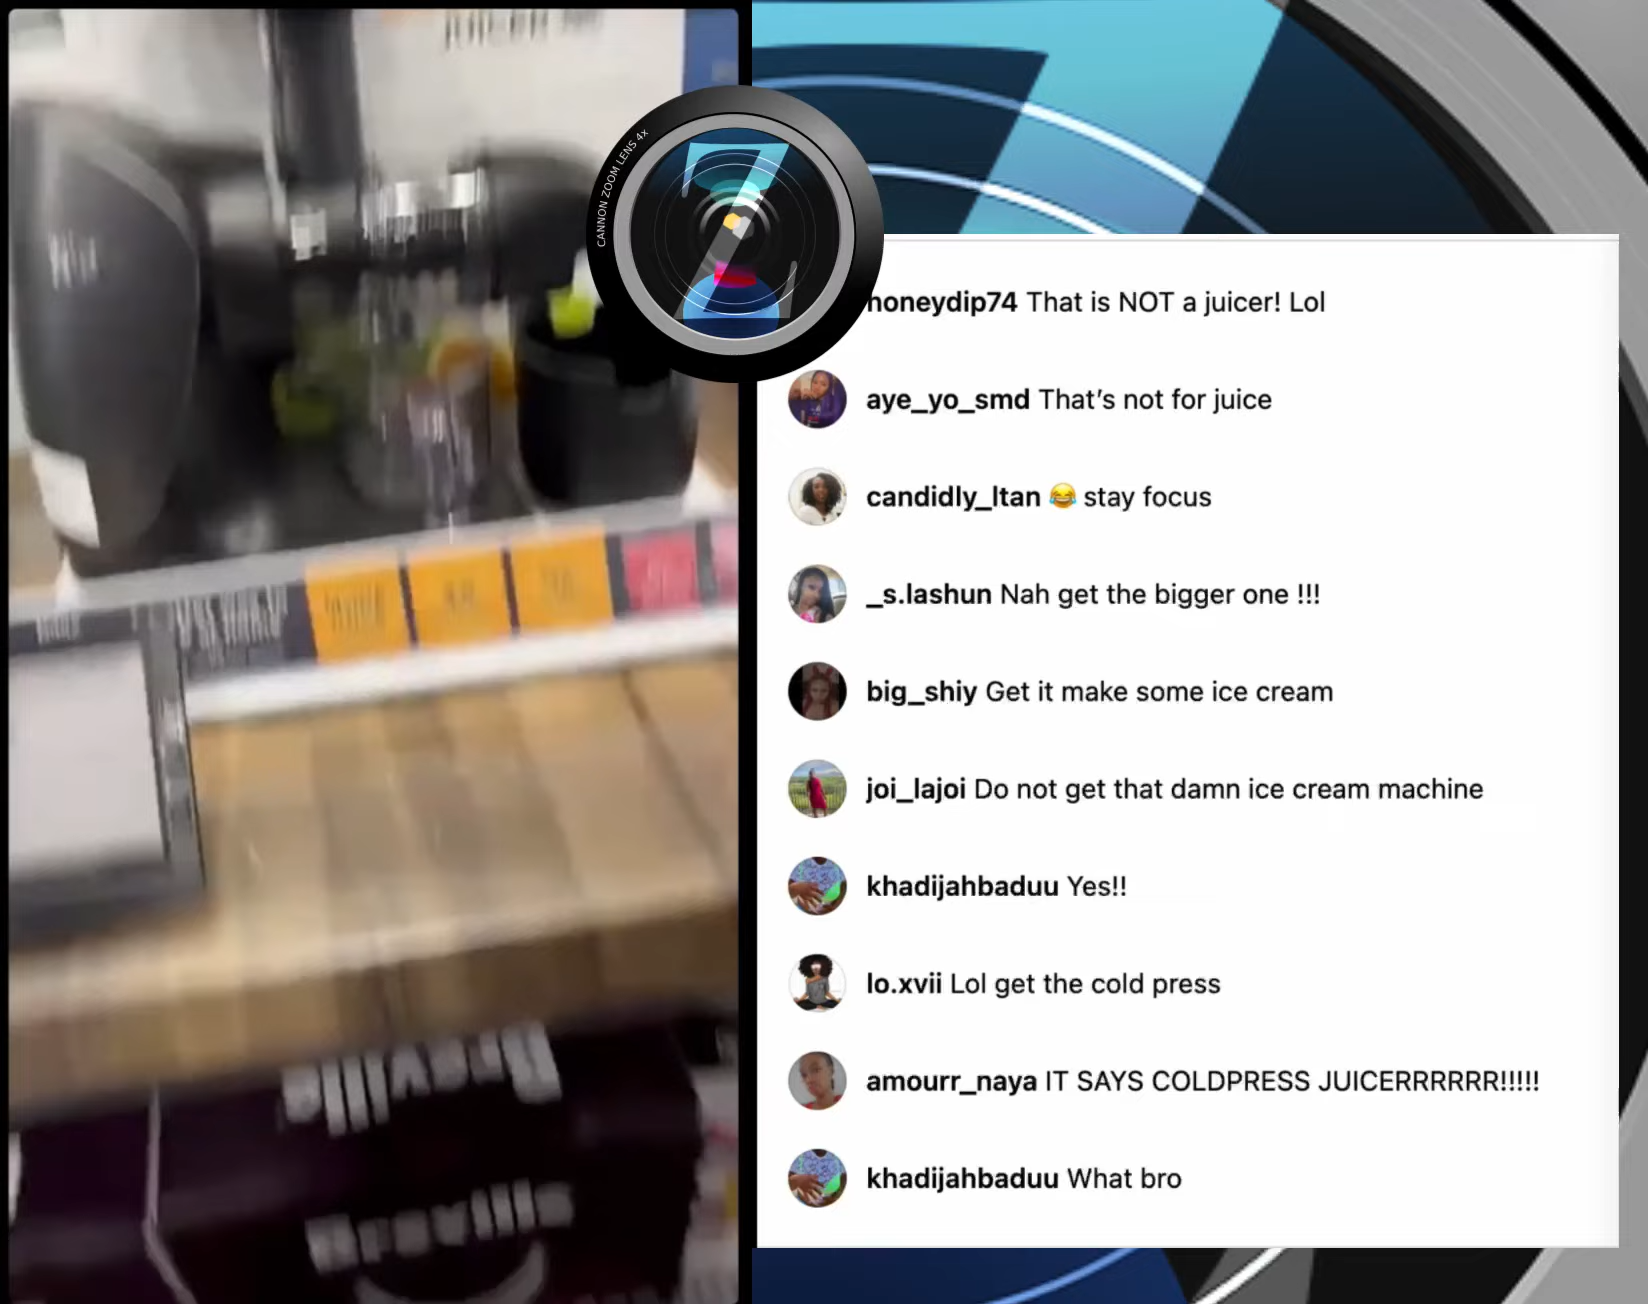 CANNON ZOOM LENS 4x
honeydip74 That is NOT a juicer! Lol
aye_yo_smd That’s not for juice
candidly_ltan 😂 stay focus
_s.lashun Nah get the bigger one !!!
big_shiy Get it make some ice cream
joi_lajoi Do not get that damn ice cream machine
khadijahbaduu Yes!!
lo.xvii Lol get the cold press
amourr_naya IT SAYS COLDPRESS JUICERRRRRR!!!!!
khadijahbaduu What bro